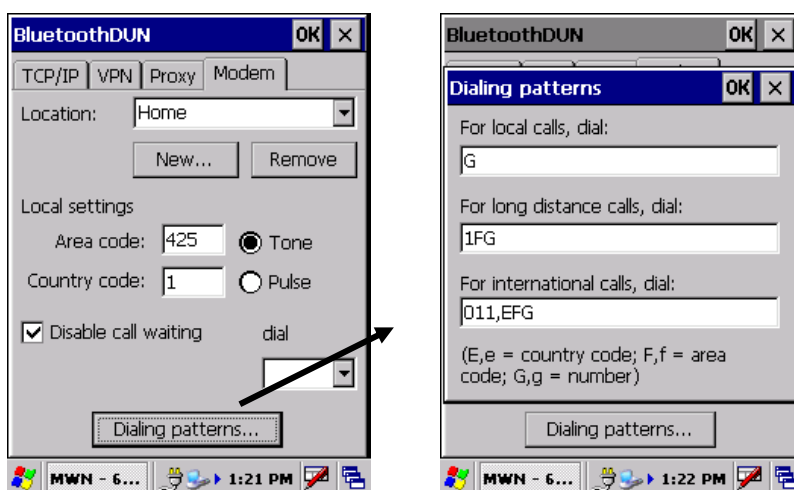 BluetoothDUN OK
TCP/IP VPN Proxy Modem
Location: Home
New... Remove
Local settings
Area code: 425 Tone
Country code: 1 Pulse
Disable call waiting dial
Dialing patterns...
MWN - 6... 1:21 PM
BluetoothDUN OK
Dialing patterns OK
For local calls, dial:
G
For long distance calls, dial:
1FG
For international calls, dial:
011,EFG
(E,e = country code; F,f = area
code; G,g = number)
Dialing patterns...
MWN - 6... 1:22 PM